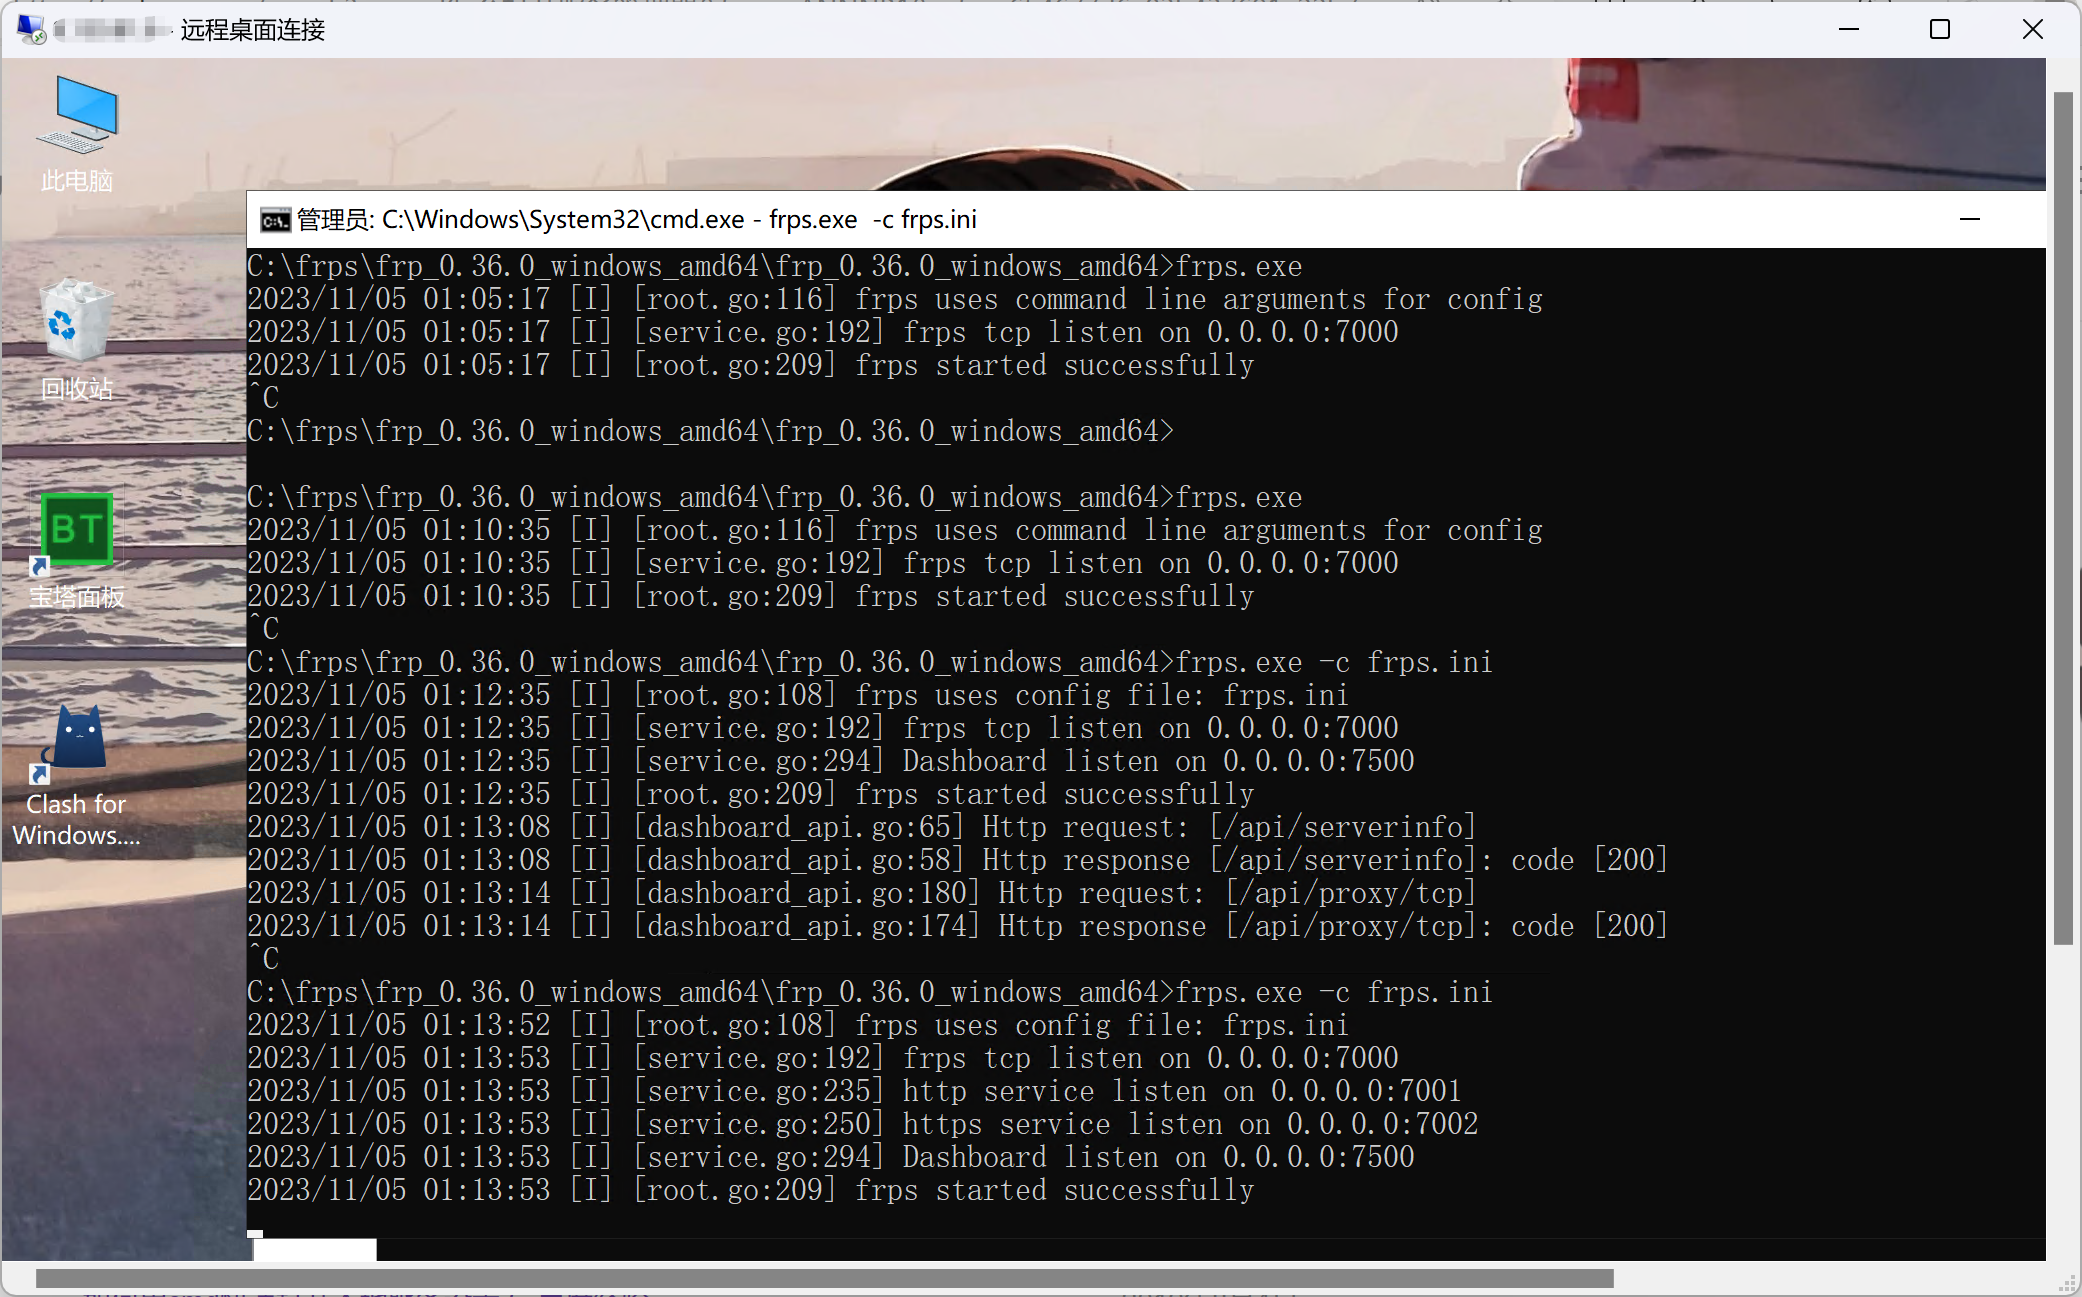 远程桌面连接
此电脑
回收站
BT
宝塔面板
Clash for
Windows....
管理员: C:\Windows\System32\cmd.exe - frps.exe  -c frps.ini
C:\frps\frp_0.36.0_windows_amd64\frp_0.36.0_windows_amd64>frps.exe
2023/11/05 01:05:17 [I] [root.go:116] frps uses command line arguments for config
2023/11/05 01:05:17 [I] [service.go:192] frps tcp listen on 0.0.0.0:7000
2023/11/05 01:05:17 [I] [root.go:209] frps started successfully
^C
C:\frps\frp_0.36.0_windows_amd64\frp_0.36.0_windows_amd64>
C:\frps\frp_0.36.0_windows_amd64\frp_0.36.0_windows_amd64>frps.exe
2023/11/05 01:10:35 [I] [root.go:116] frps uses command line arguments for config
2023/11/05 01:10:35 [I] [service.go:192] frps tcp listen on 0.0.0.0:7000
2023/11/05 01:10:35 [I] [root.go:209] frps started successfully
^C
C:\frps\frp_0.36.0_windows_amd64\frp_0.36.0_windows_amd64>frps.exe -c frps.ini
2023/11/05 01:12:35 [I] [root.go:108] frps uses config file: frps.ini
2023/11/05 01:12:35 [I] [service.go:192] frps tcp listen on 0.0.0.0:7000
2023/11/05 01:12:35 [I] [service.go:294] Dashboard listen on 0.0.0.0:7500
2023/11/05 01:12:35 [I] [root.go:209] frps started successfully
2023/11/05 01:13:08 [I] [dashboard_api.go:65] Http request: [/api/serverinfo]
2023/11/05 01:13:08 [I] [dashboard_api.go:58] Http response [/api/serverinfo]: code [200]
2023/11/05 01:13:14 [I] [dashboard_api.go:180] Http request: [/api/proxy/tcp]
2023/11/05 01:13:14 [I] [dashboard_api.go:174] Http response [/api/proxy/tcp]: code [200]
^C
C:\frps\frp_0.36.0_windows_amd64\frp_0.36.0_windows_amd64>frps.exe -c frps.ini
2023/11/05 01:13:52 [I] [root.go:108] frps uses config file: frps.ini
2023/11/05 01:13:53 [I] [service.go:192] frps tcp listen on 0.0.0.0:7000
2023/11/05 01:13:53 [I] [service.go:235] http service listen on 0.0.0.0:7001
2023/11/05 01:13:53 [I] [service.go:250] https service listen on 0.0.0.0:7002
2023/11/05 01:13:53 [I] [service.go:294] Dashboard listen on 0.0.0.0:7500
2023/11/05 01:13:53 [I] [root.go:209] frps started successfully